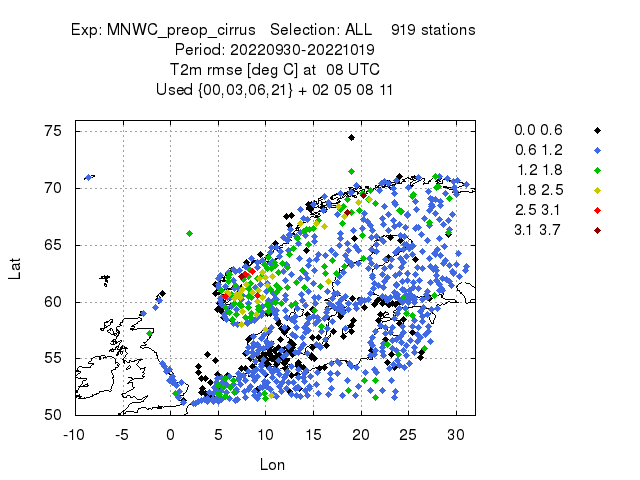 Exp: MNWC_preop_cirrus   Selection: ALL    919 stations
Period: 20220930-20221019
T2m rmse [deg C] at  08 UTC
Used {00,03,06,21} + 02 05 08 11
0.0 0.6
0.6 1.2
1.2 1.8
1.8 2.5
2.5 3.1
3.1 3.7
75
70
65
60
55
50
Lat
-10 -5 0 5 10 15 20 25 30
Lon